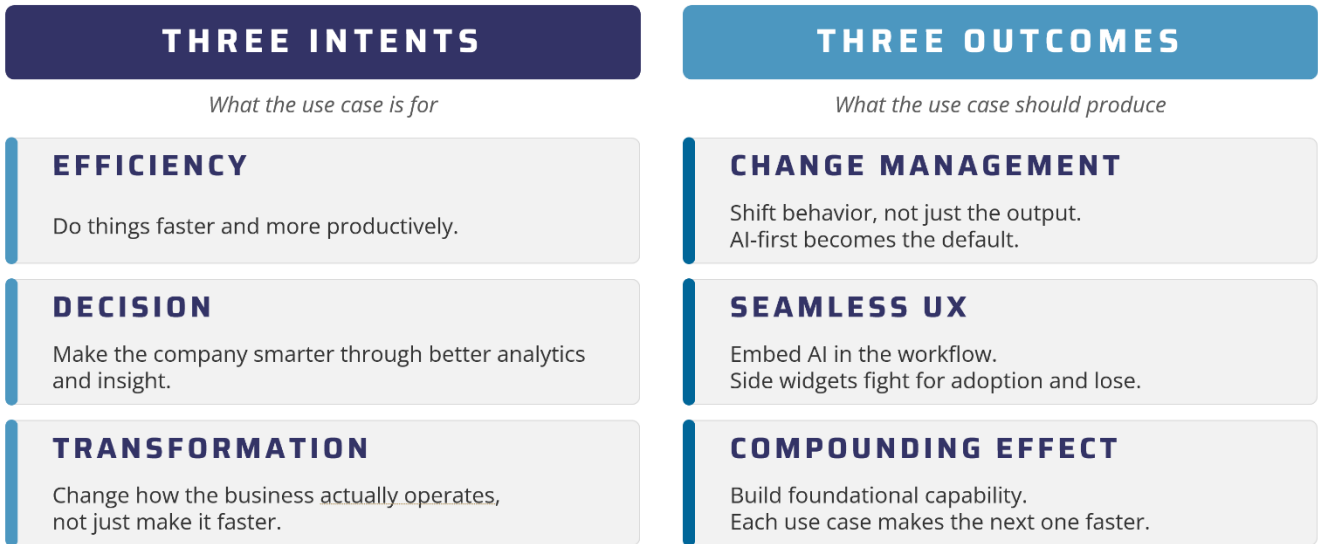 THREE INTENTS
What the use case is for
EFFICIENCY
Do things faster and more productively.
DECISION
Make the company smarter through better analytics
and insight.
TRANSFORMATION
Change how the business actually operates,
not just make it faster.
THREE OUTCOMES
What the use case should produce
CHANGE MANAGEMENT
Shift behavior, not just the output.
AI-first becomes the default.
SEAMLESS UX
Embed AI in the workflow.
Side widgets fight for adoption and lose.
COMPOUNDING EFFECT
Build foundational capability.
Each use case makes the next one faster.